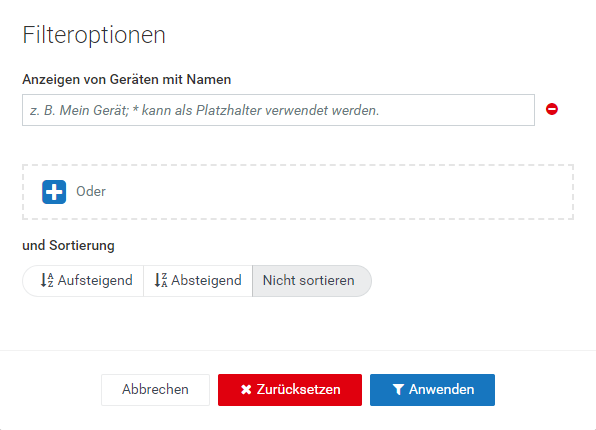 Filteroptionen
Anzeigen von Geräten mit Namen
z. B. Mein Gerät; * kann als Platzhalter verwendet werden.
Oder
und Sortierung
Aufsteigend Absteigend Nicht sortieren
Abbrechen Zurücksetzen Anwenden